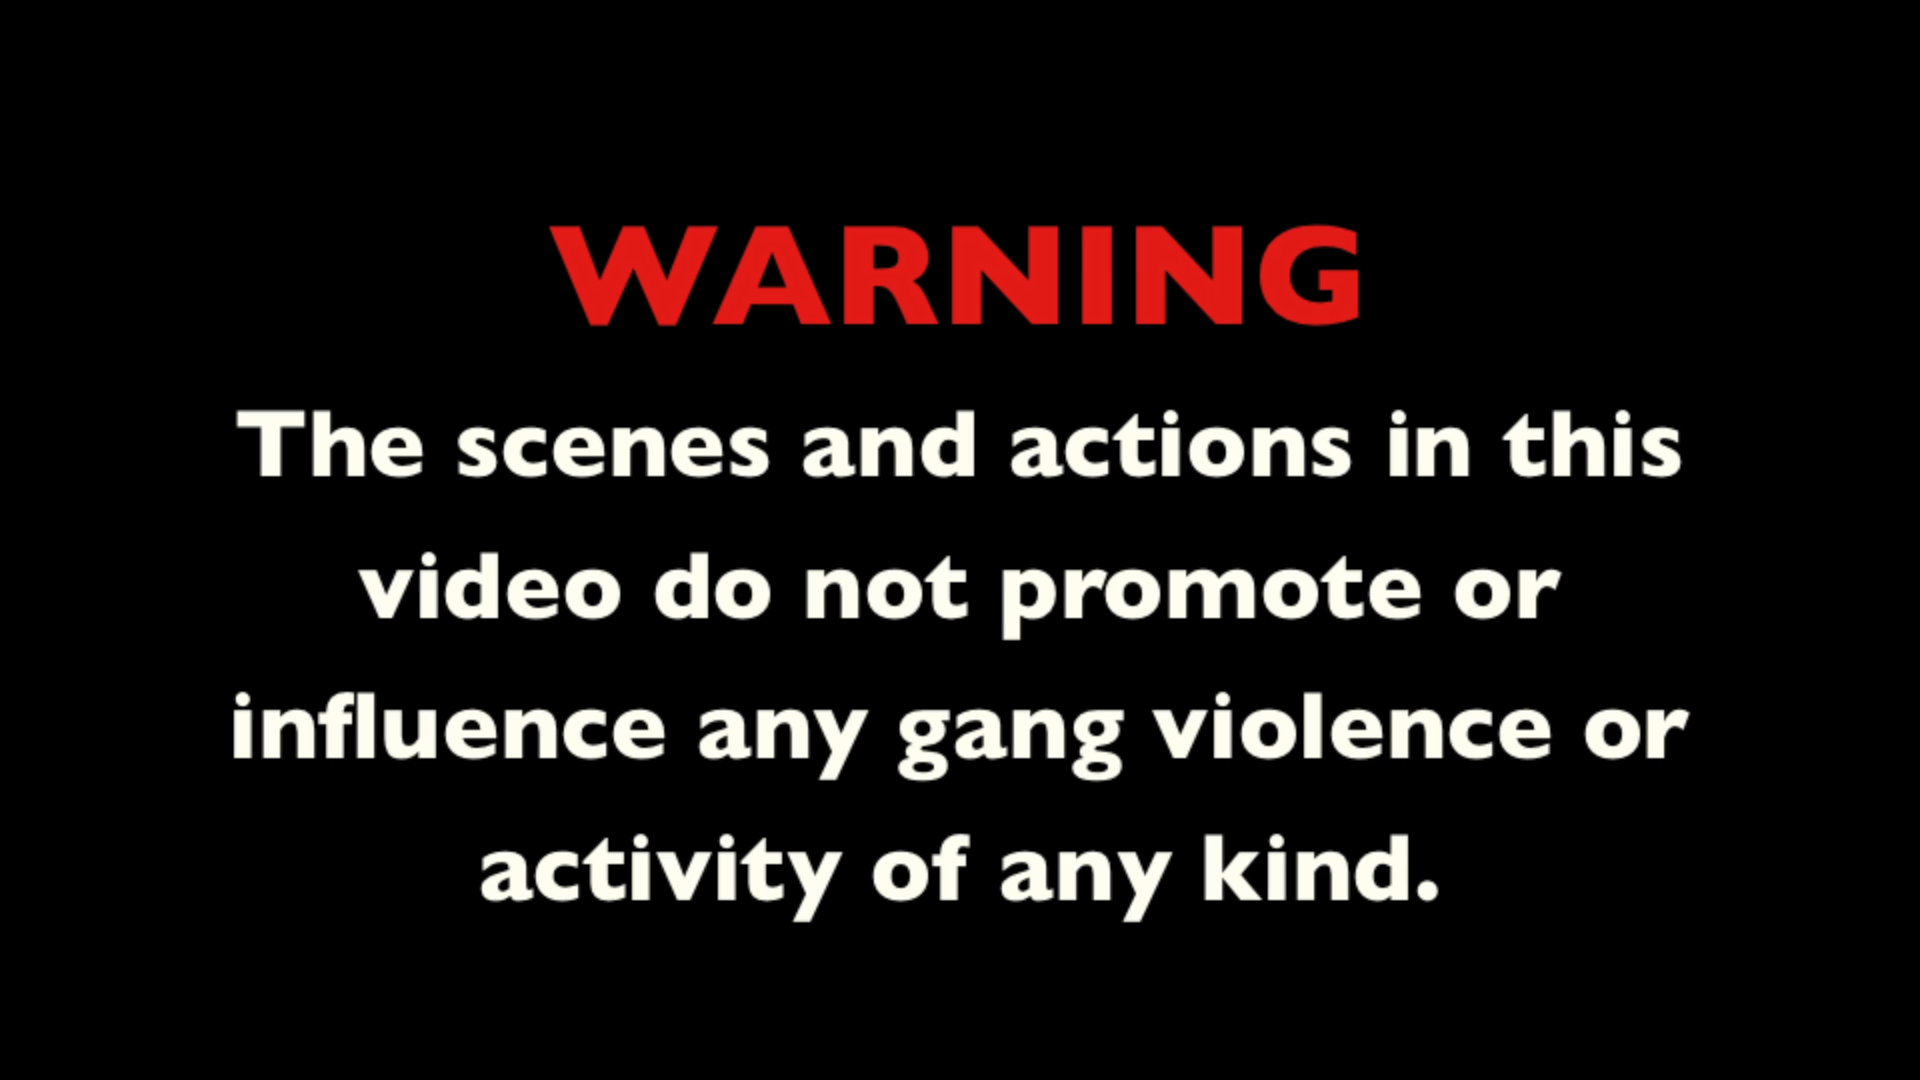 WARNING
The scenes and actions in this
video do not promote or
influence any gang violence or
activity of any kind.